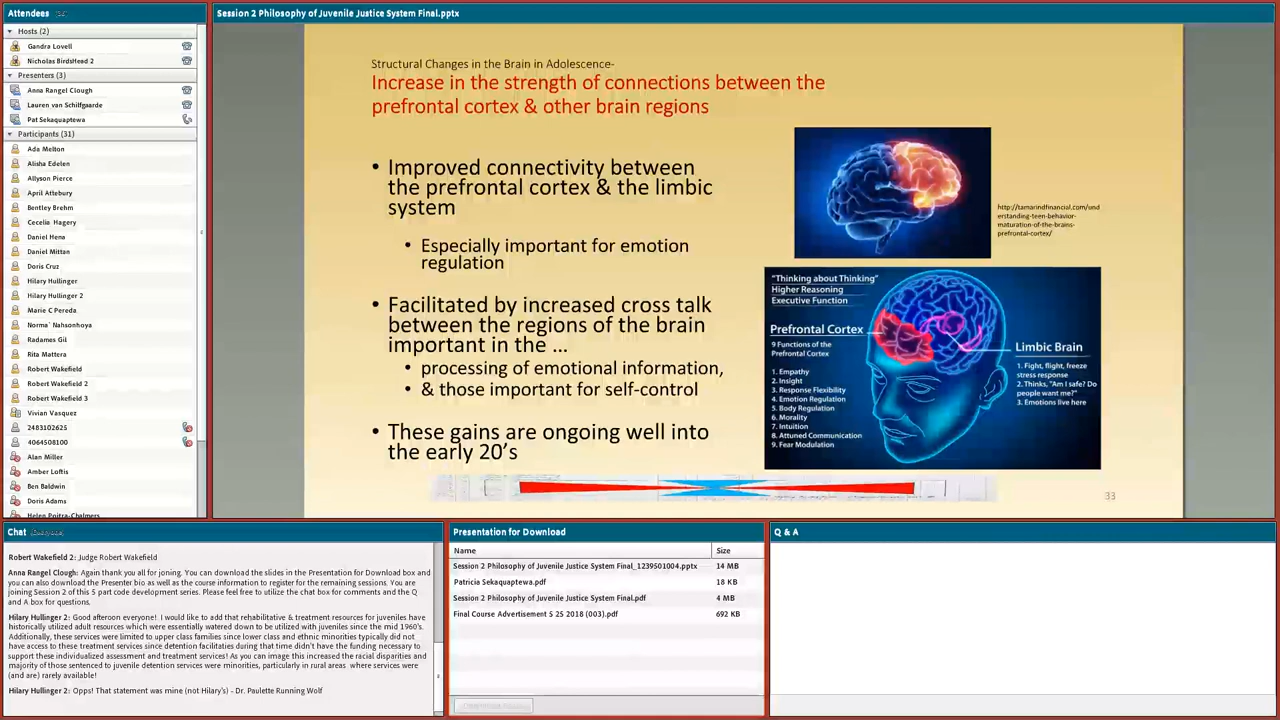 Attendees
Hosts (2)
Gandra Lovell
Nicholas BirdsHead 2
Presenters (3)
Anna Rangel Clough
Lauren van Schilfgaarde
Pat Sekaquaptewa
Participants (31)
Ada Melton
Alisha Edelen
Allyson Pierce
April Attebury
Bentley Brehm
Cecelia Hagery
Daniel Hena
Daniel Mittan
Doris Cruz
Hilary Hullinger
Hilary Hullinger 2
Marie C Pereda
Norma` Nahsonhoya
Radames Gil
Rita Mattera
Robert Wakefield
Robert Wakefield 2
Robert Wakefield 3
Vivian Vasquez
2483102625
4064508100
Alan Miller
Amber Loftis
Ben Baldwin
Doris Adams
Helen Poitra-Chalmers
Session 2 Philosophy of Juvenile Justice System Final.pptx
Structural Changes in the Brain in Adolescence-
Increase in the strength of connections between the
prefrontal cortex & other brain regions
• Improved connectivity between
the prefrontal cortex & the limbic
system
• Especially important for emotion
regulation
• Facilitated by increased cross talk
between the regions of the brain
important in the ...
• processing of emotional information,
• & those important for self-control
• These gains are ongoing well into
the early 20's
http://tamarindfinancial.com/und
erstanding-teen-behavior-
maturation-of-the-brains-
prefrontal-cortex/
"Thinking about Thinking"
Higher Reasoning
Executive Function
Prefrontal Cortex
9 Functions of the
Prefrontal Cortex
1. Empathy
2. Insight
3. Response Flexibility
4. Emotion Regulation
5. Body Regulation
6. Morality
7. Intuition
8. Attuned Communication
9. Fear Modulation
Limbic Brain
1. Fight, flight, freeze
stress response
2. Thinks, "Am I safe? Do
people want me?"
3. Emotions live here
33
Chat (Everyone)
Robert Wakefield 2: Judge Robert Wakefield
Anna Rangel Clough: Again thank you all for joining. You can download the slides in the Presentation for Download box and
you can also download the Presenter bio as well as the course information to register for the remaining sessions. You are
joining Session 2 of this 5 part code development series. Please feel free to utilize the chat box for comments and the Q
and A box for questions.
Hilary Hullinger 2: Good afternoon everyone! I would like to add that rehabilitative & treatment resources for juveniles have
historically utilized adult resources which were essentially watered down to be utilized with juveniles since the mid 1960's.
Additionally, these services were limited to upper class families since lower class and ethnic minorities typically did not
have access to these treatment services since detention facilitaties during that time didn't have the funding necessary to
support these individualized assessment and treatment services! As you can image this increased the racial disparities and
majority of those sentenced to juvenile detention services were minorities, particularly in rural areas where services were
(and are) rarely available!
Hilary Hullinger 2: Opps! That statement was mine (not Hilary's) - Dr. Paulette Running Wolf
Presentation for Download
Name Size
Session 2 Philosophy of Juvenile Justice System Final_1239501004.pptx 14 MB
Patricia Sekaquaptewa.pdf 18 KB
Session 2 Philosophy of Juvenile Justice System Final.pdf 4 MB
Final Course Advertisement 5 25 2018 (003).pdf 692 KB
Q & A